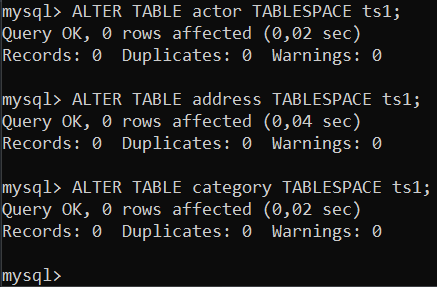 mysql> ALTER TABLE actor TABLESPACE ts1;
Query OK, 0 rows affected (0,02 sec)
Records: 0  Duplicates: 0  Warnings: 0

mysql> ALTER TABLE address TABLESPACE ts1;
Query OK, 0 rows affected (0,04 sec)
Records: 0  Duplicates: 0  Warnings: 0

mysql> ALTER TABLE category TABLESPACE ts1;
Query OK, 0 rows affected (0,02 sec)
Records: 0  Duplicates: 0  Warnings: 0

mysql>